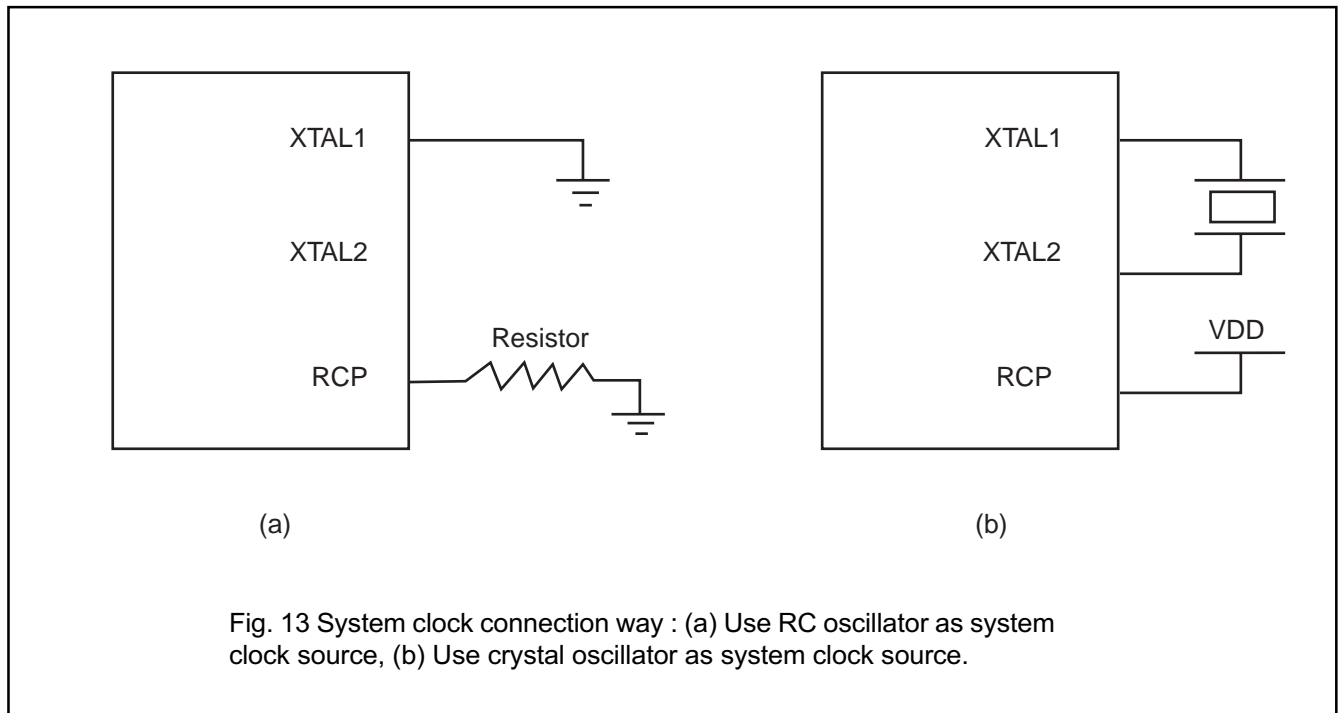 XTAL1
XTAL2
Resistor
RCP
(a)
XTAL1
XTAL2
VDD
RCP
(b)
Fig. 13 System clock connection way : (a) Use RC oscillator as system
clock source, (b) Use crystal oscillator as system clock source.